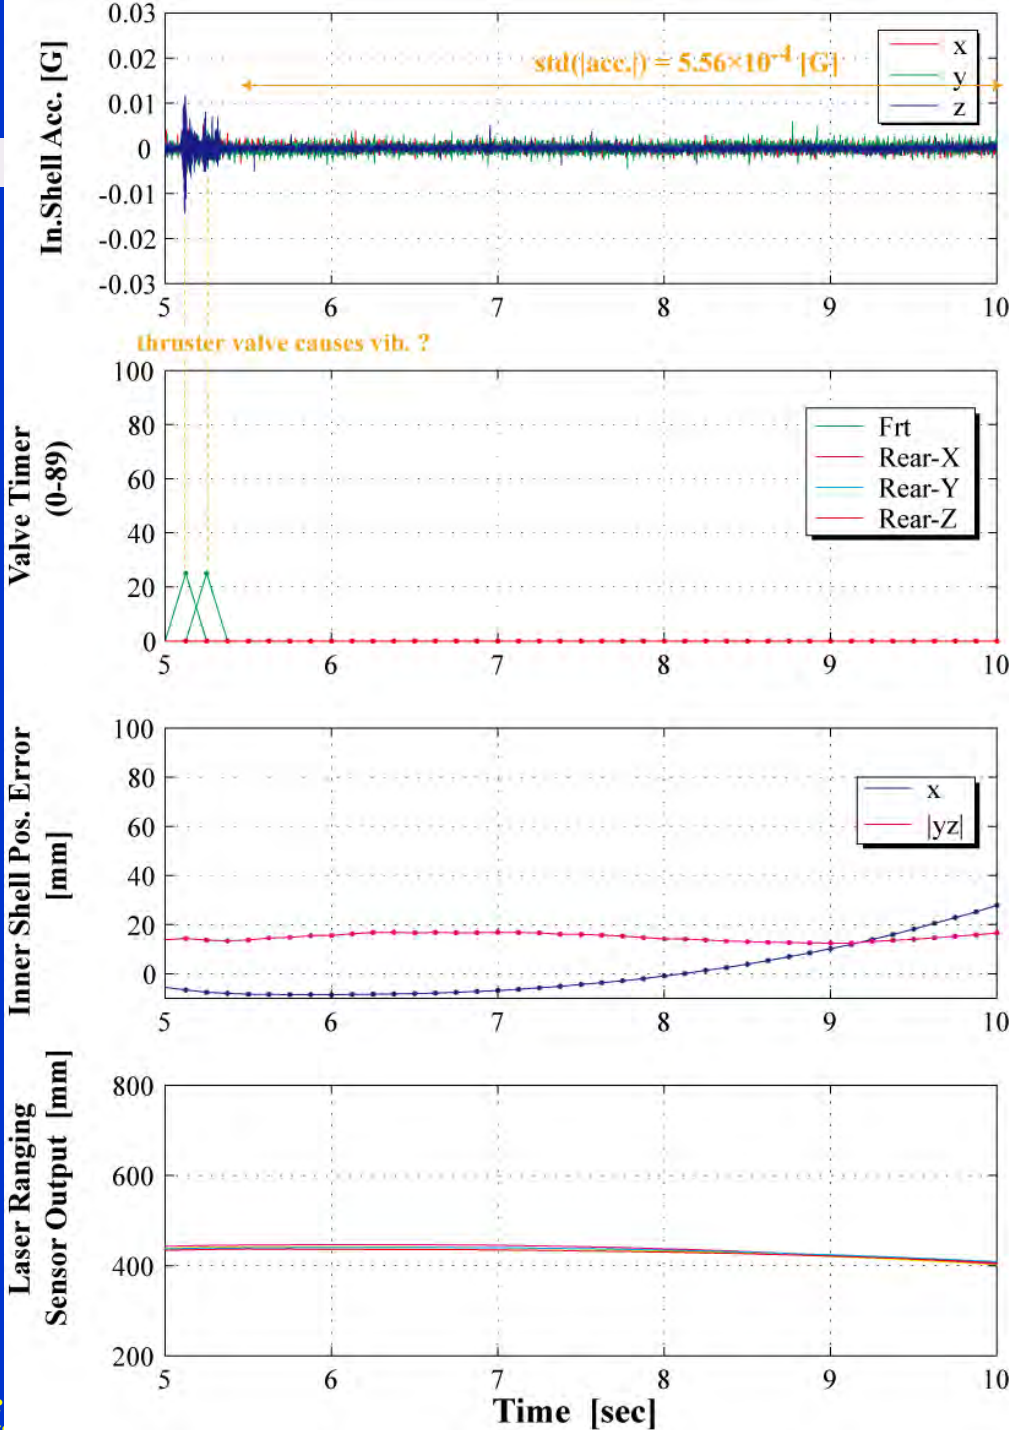 In.Shell Acc. [G]
0.03
0.02
0.01
0
-0.01
-0.02
-0.03
std(|acc.|) = 5.56×10⁻⁴ [G]
x
y
z
5 6 7 8 9 10
thruster valve causes vib. ?
Valve Timer
(0-89)
100
80
60
40
20
0
Frt
Rear-X
Rear-Y
Rear-Z
5 6 7 8 9 10
Inner Shell Pos. Error
[mm]
100
80
60
40
20
0
x
|yz|
5 6 7 8 9 10
Laser Ranging
Sensor Output [mm]
800
600
400
200
5 6 7 8 9 10
Time [sec]